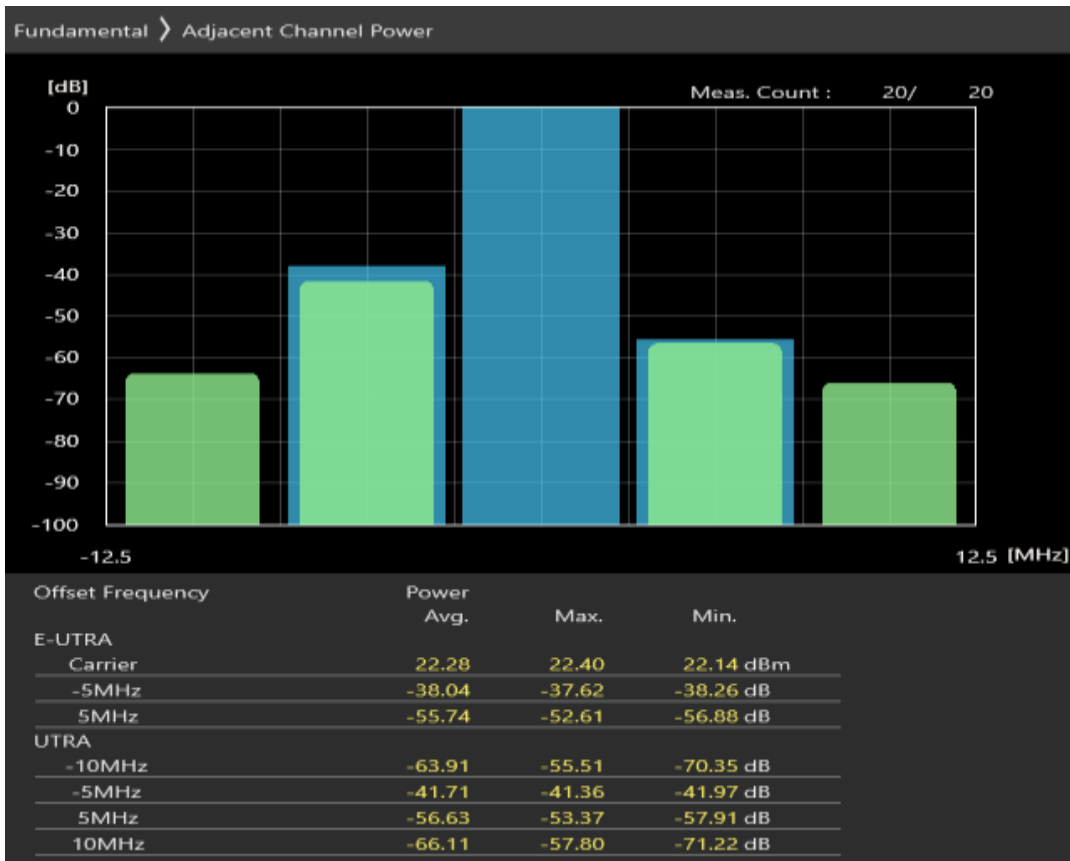 Fundamental 》 Adjacent Channel Power
[dB]
Meas. Count : 20/ 20
0
-10
-20
-30
-40
-50
-60
-70
-80
-90
-100
-12.5 12.5 [MHz]
Offset Frequency Power
Avg. Max. Min.
E-UTRA
Carrier 22.28 22.40 22.14 dBm
-5MHz -38.04 -37.62 -38.26 dB
5MHz -55.74 -52.61 -56.88 dB
UTRA
-10MHz -63.91 -55.51 -70.35 dB
-5MHz -41.71 -41.36 -41.97 dB
5MHz -56.63 -53.37 -57.91 dB
10MHz -66.11 -57.80 -71.22 dB